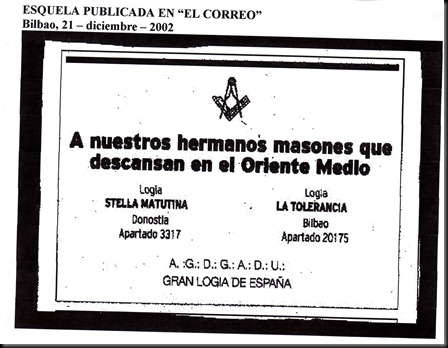 ESQUELA PUBLICADA EN “EL CORREO”
Bilbao, 21 – diciembre – 2002
A nuestros hermanos masones que
descansan en el Oriente Medio
Logia
STELLA MATUTINA
Donostia
Apartado 3317
Logia
LA TOLERANCIA
Bilbao
Apartado 20175
A. :G.: D.: G.: A.: D.: U.:
GRAN LOGIA DE ESPAÑA